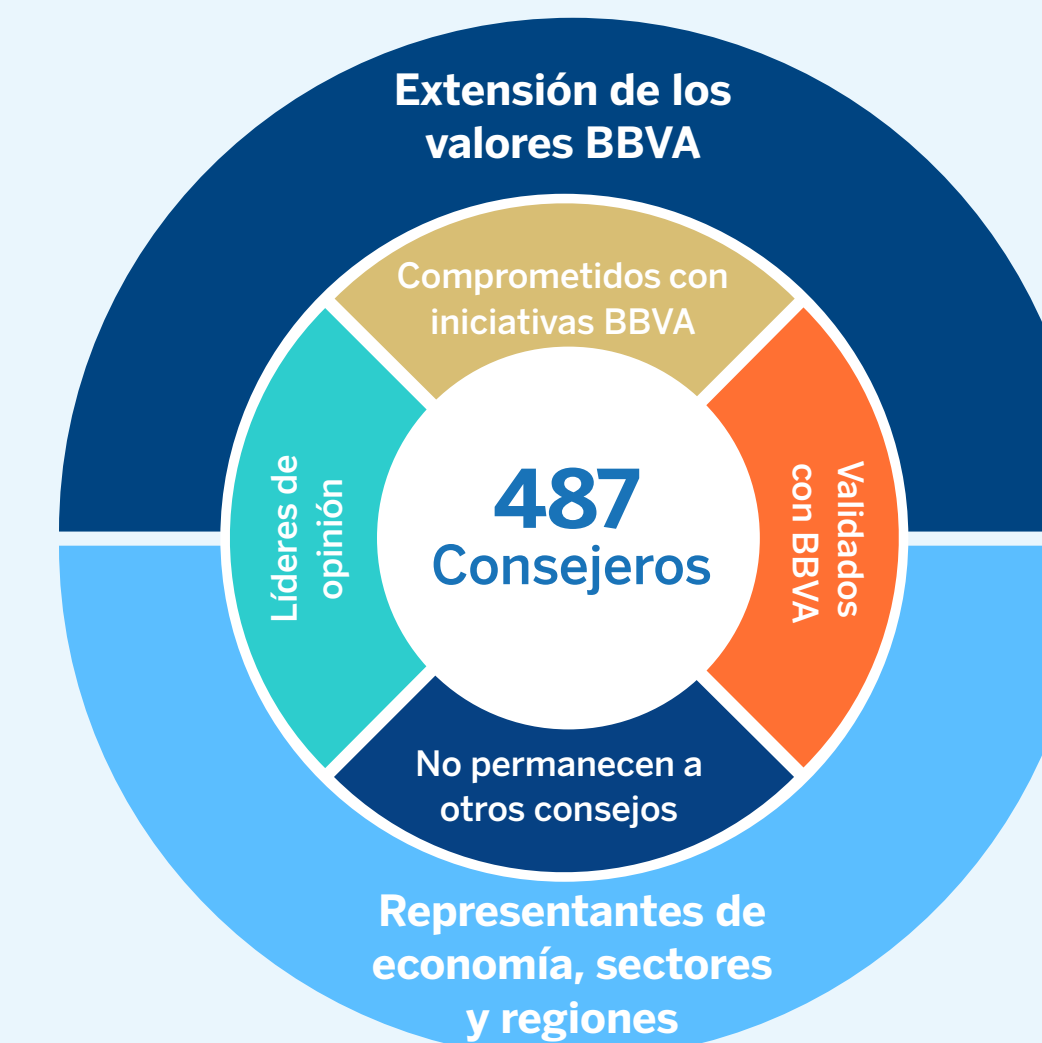 Extensión de los
valores BBVA
Comprometidos con
iniciativas BBVA
Líderes de
opinión
487
Consejeros
Validados
con BBVA
No permanecen a
otros consejos
Representantes de
economía, sectores
y regiones